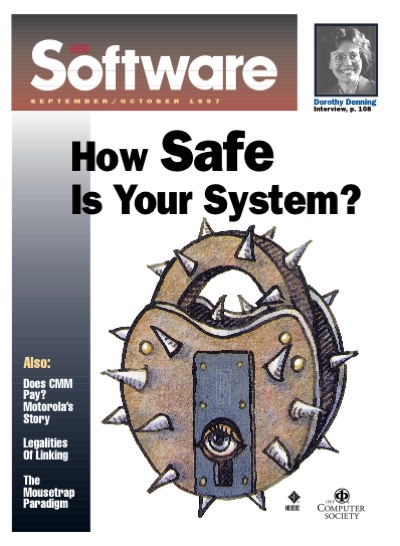 IEEE
Software
SEPTEMBER/OCTOBER 1997
Dorothy Denning
Interview, p. 108
How Safe
Is Your System?
Also:
Does CMM
Pay?
Motorola's
Story
Legalities
Of Linking
The
Mousetrap
Paradigm
IEEE
IEEE
COMPUTER
SOCIETY